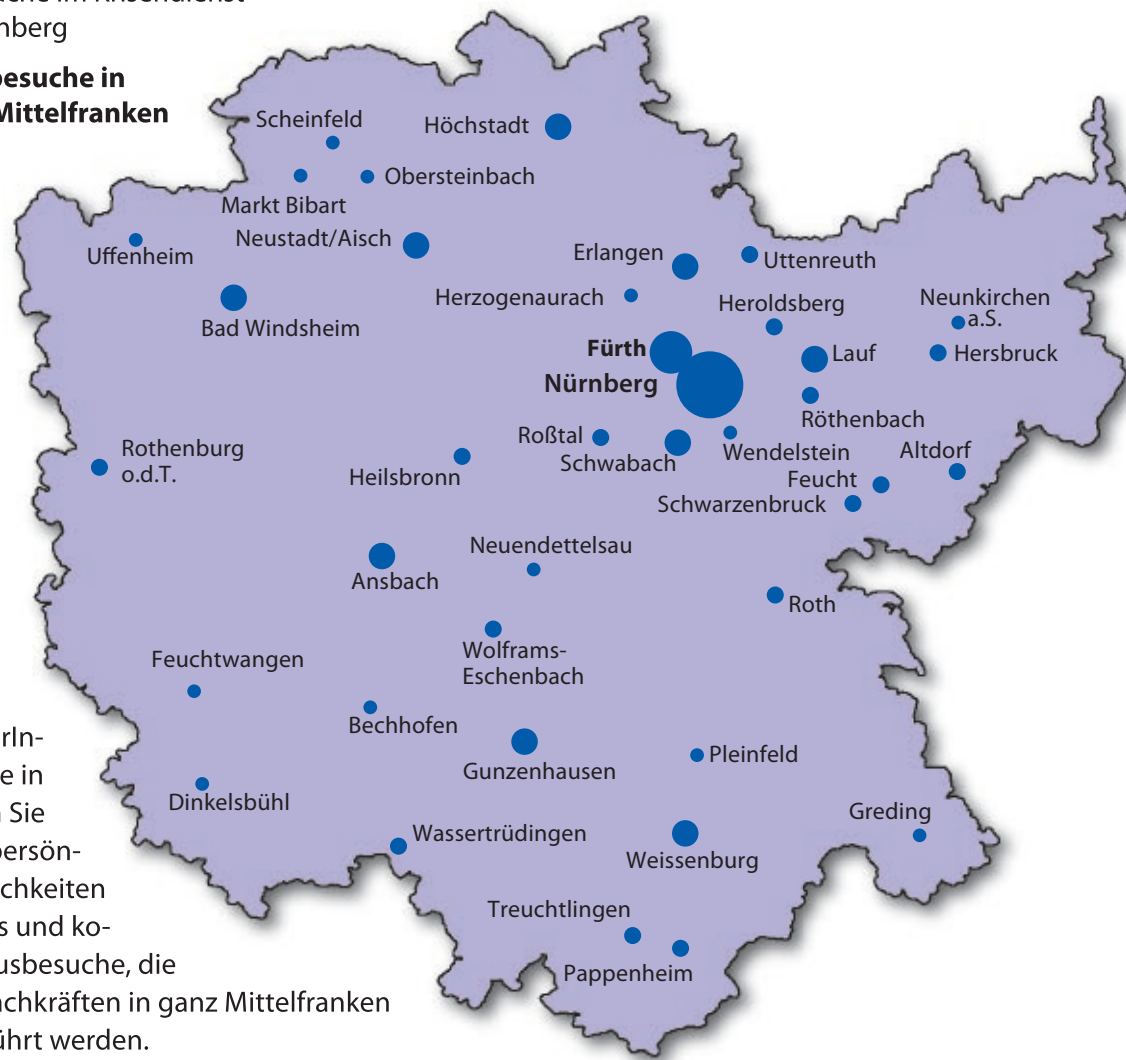 nberg
besuche in
Mittelfranken
Scheinfeld
Höchstadt
Obersteinbach
Markt Bibart
Neustadt/Aisch
Uffenheim
Erlangen
Uttenreuth
Herzogenaurach
Heroldsberg
Neunkirchen
a.S.
Bad Windsheim
Fürth
Lauf
Hersbruck
Nürnberg
Röthenbach
Roßtal
Rothenburg
o.d.T.
Schwabach
Wendelstein
Altdorf
Heilsbronn
Feucht
Schwarzenbruck
Neuendettelsau
Ansbach
Roth
Wolframs-
Eschenbach
Feuchtwangen
Bechhofen
rIn-
Pleinfeld
e in
Gunzenhausen
Dinkelsbühl
Sie
Greding
Wassertrüdingen
persön-
Weissenburg
chkeiten
Treuchtlingen
s und ko-
usbesuche, die
Pappenheim
achkräften in ganz Mittelfranken
ührt werden.